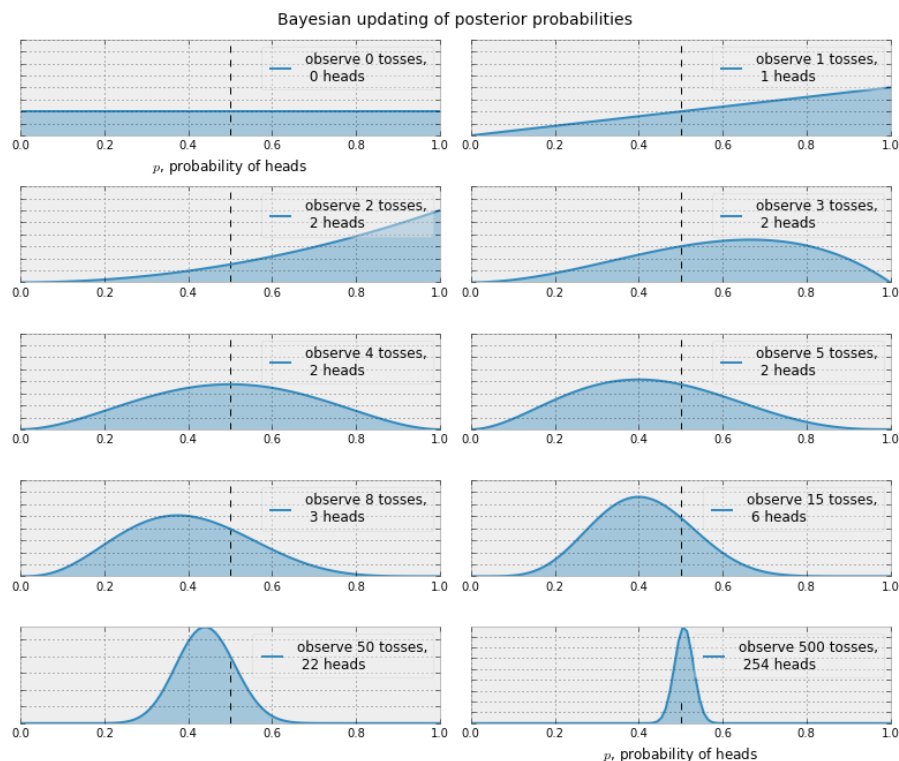 Bayesian updating of posterior probabilities
observe 0 tosses,
0 heads
0.0 0.2 0.4 0.6 0.8 1.0
p, probability of heads
observe 1 tosses,
1 heads
0.0 0.2 0.4 0.6 0.8 1.0
observe 2 tosses,
2 heads
0.0 0.2 0.4 0.6 0.8 1.0
observe 3 tosses,
2 heads
0.0 0.2 0.4 0.6 0.8 1.0
observe 4 tosses,
2 heads
0.0 0.2 0.4 0.6 0.8 1.0
observe 5 tosses,
2 heads
0.0 0.2 0.4 0.6 0.8 1.0
observe 8 tosses,
3 heads
0.0 0.2 0.4 0.6 0.8 1.0
observe 15 tosses,
6 heads
0.0 0.2 0.4 0.6 0.8 1.0
observe 50 tosses,
22 heads
0.0 0.2 0.4 0.6 0.8 1.0
observe 500 tosses,
254 heads
0.0 0.2 0.4 0.6 0.8 1.0
p, probability of heads